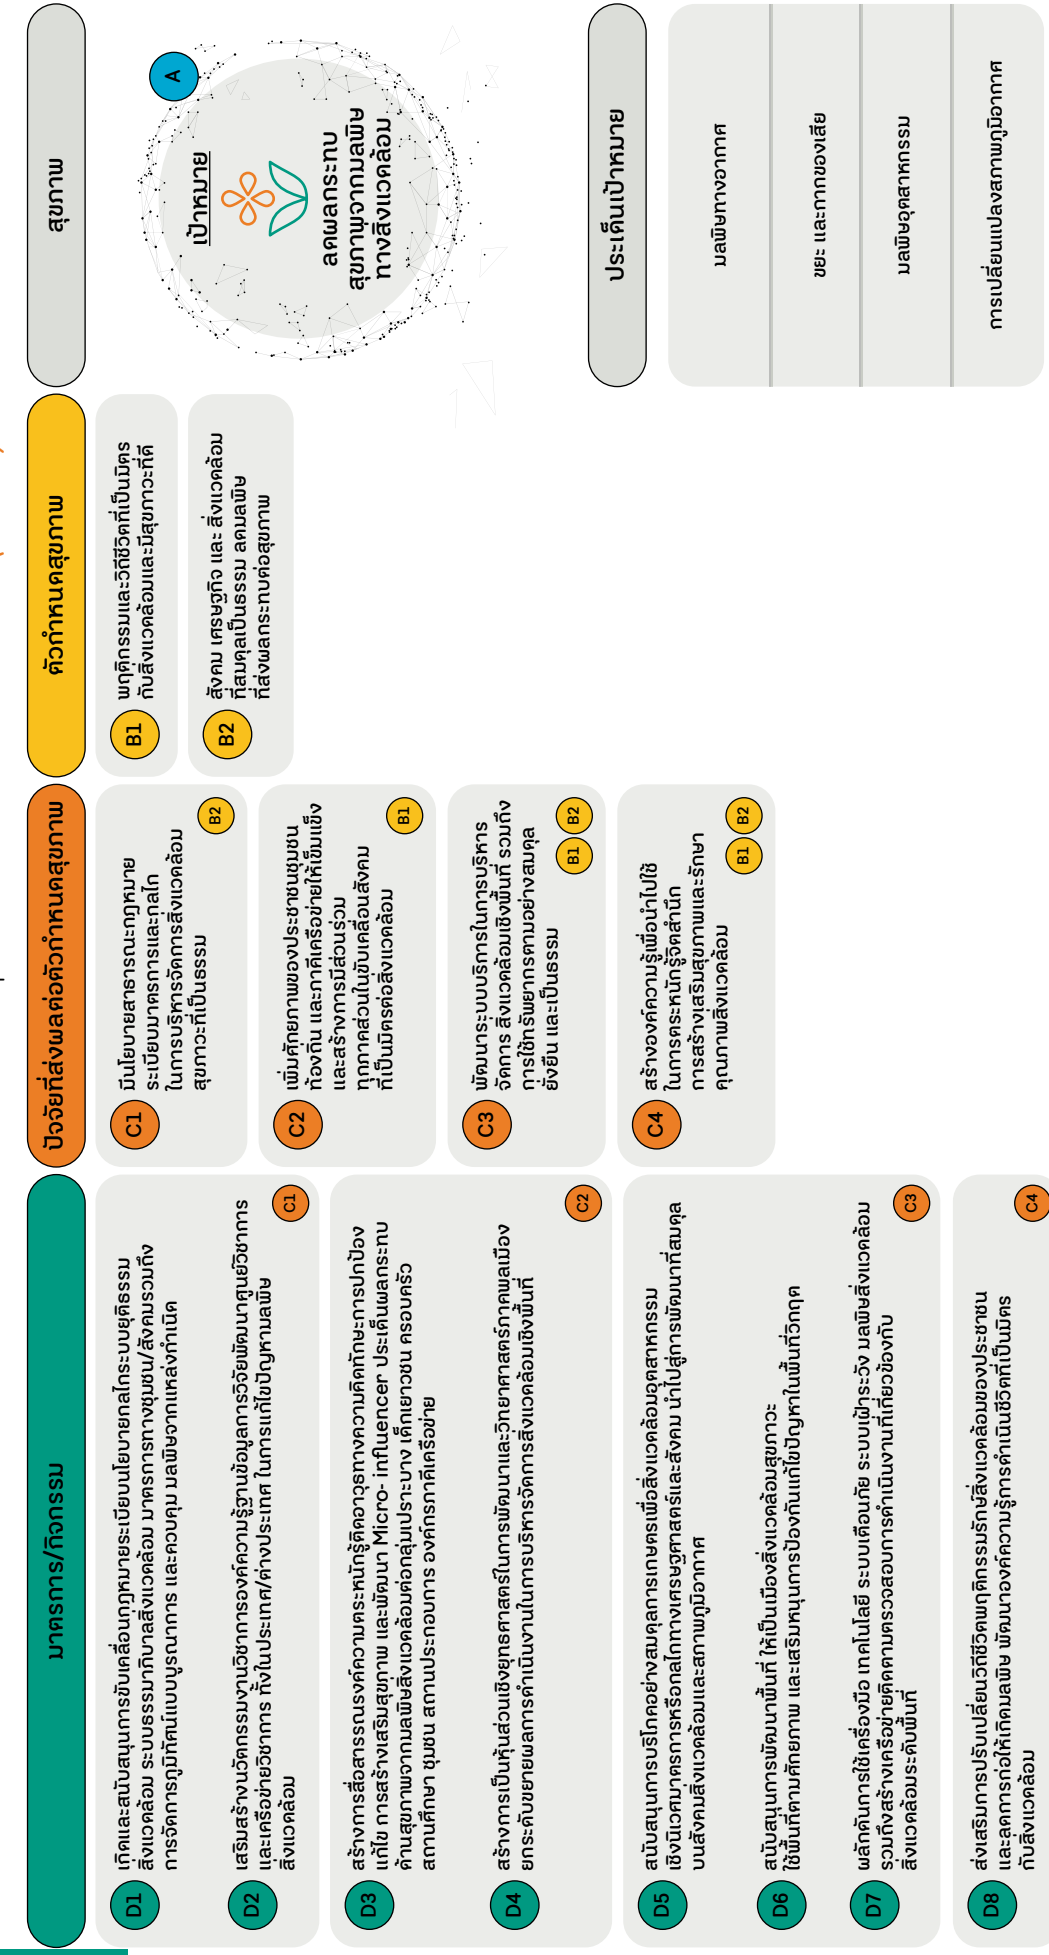 มาตรการ/กิจกรรม
D1
เกิดและสนับสนุนการขับเคลื่อนกฎหมายระเบียบนโยบายกลไกระบบยุติธรรม
สิ่งแวดล้อม ระบบธรรมาภิบาลสิ่งแวดล้อม มาตรการทางชุมชน/สังคมรวมถึง
การจัดการภูมิทัศน์แบบบูรณาการ และควบคุม มลพิษจากแหล่งกำเนิด
D2
เสริมสร้างนวัตกรรมงานวิชาการองค์ความรู้ฐานข้อมูลการวิจัยพัฒนาศูนย์วิชาการ
และเครือข่ายวิชาการ ทั้งในประเทศ/ต่างประเทศ ในการแก้ไขปัญหามลพิษ
สิ่งแวดล้อม
C1
D3
สร้างการสื่อสารรณรงค์ความตระหนักรู้ติดอาวุธทางความคิดทักษะการปกป้อง
แก้ไข การสร้างเสริมสุขภาพ และพัฒนา Micro- influencer ประเด็นผลกระทบ
ด้านสุขภาพจากมลพิษสิ่งแวดล้อมต่อกลุ่มเปราะบาง เด็กเยาวชน ครอบครัว
สถานศึกษา ชุมชน สถานประกอบการ องค์กรภาคีเครือข่าย
D4
สร้างการเป็นหุ้นส่วนเชิงยุทธศาสตร์ในการพัฒนาและวิทยาศาสตร์ภาคพลเมือง
ยกระดับขยายผลการดำเนินงานในการบริหารจัดการสิ่งแวดล้อมเชิงพื้นที่
C2
D5
สนับสนุนการบริโภคอย่างสมดุลการเกษตรเพื่อสิ่งแวดล้อมอุตสาหกรรม
เชิงนิเวศมาตรการหรือกลไกทางเศรษฐศาสตร์และสังคม นำไปสู่การพัฒนาที่สมดุล
บนสังคมสิ่งแวดล้อมและสภาพภูมิอากาศ
D6
สนับสนุนการพัฒนาพื้นที่ ให้เป็นเมืองสิ่งแวดล้อมสุขภาวะ
ใช้พื้นที่ตามศักยภาพ และเสริมหนุนการป้องกันแก้ไขปัญหาในพื้นที่วิกฤต
D7
พลักดันการใช้เครื่องมือ เทคโนโลยี ระบบเตือนภัย ระบบเฝ้าระวัง มลพิษสิ่งแวดล้อม
รวมถึงสร้างเครือข่ายติดตามตรวจสอบการดำเนินงานที่เกี่ยวข้องกับ
สิ่งแวดล้อมระดับพื้นที่
C3
D8
ส่งเสริมการปรับเปลี่ยนวิถีชีวิตพฤติกรรมรักษ์สิ่งแวดล้อมของประชาชน
และลดการก่อให้เกิดมลพิษ พัฒนาองค์ความรู้การดำเนินชีวิตที่เป็นมิตร
กับสิ่งแวดล้อม
C4
ปัจจัยที่ส่งผลต่อตัวกำหนดสุขภาพ
C1
มีนโยบายสาธารณะกฎหมาย
ระเบียบมาตรการและกลไก
ในการบริหารจัดการสิ่งแวดล้อม
สุขภาวะที่เป็นธรรม
B2
C2
เพิ่มศักยภาพของประชาชนชุมชน
ท้องถิ่น และภาคีเครือข่ายให้เข้มแข็ง
และสร้างการมีส่วนร่วม
ทุกภาคส่วนในขับเคลื่อนสังคม
ที่เป็นมิตรต่อสิ่งแวดล้อม
B1
C3
พัฒนาระบบบริการในการบริหาร
จัดการ สิ่งแวดล้อมเชิงพื้นที่ รวมถึง
การใช้ทรัพยากรตามอย่างสมดุล
ยั่งยืน และเป็นธรรม
B1 B2
C4
สร้างองค์ความรู้เพื่อนำไปใช้
ในการตระหนักรู้จิตสำนึก
การสร้างเสริมสุขภาพและรักษา
คุณภาพสิ่งแวดล้อม
B1 B2
ตัวกำหนดสุขภาพ
B1
พฤติกรรมและวิถีชีวิตที่เป็นมิตร
กับสิ่งแวดล้อมและมีสุขภาวะที่ดี
B2
สังคม เศรษฐกิจ และ สิ่งแวดล้อม
ที่สมดุลเป็นธรรม ลดมลพิษ
ที่ส่งผลกระทบต่อสุขภาพ
สุขภาพ
A
เป้าหมาย
ลดผลกระทบ
สุขภาพจากมลพิษ
ทางสิ่งแวดล้อม
ประเด็นเป้าหมาย
มลพิษทางอากาศ
ขยะ และกากของเสีย
มลพิษอุตสาหกรรม
การเปลี่ยนแปลงสภาพภูมิอากาศ